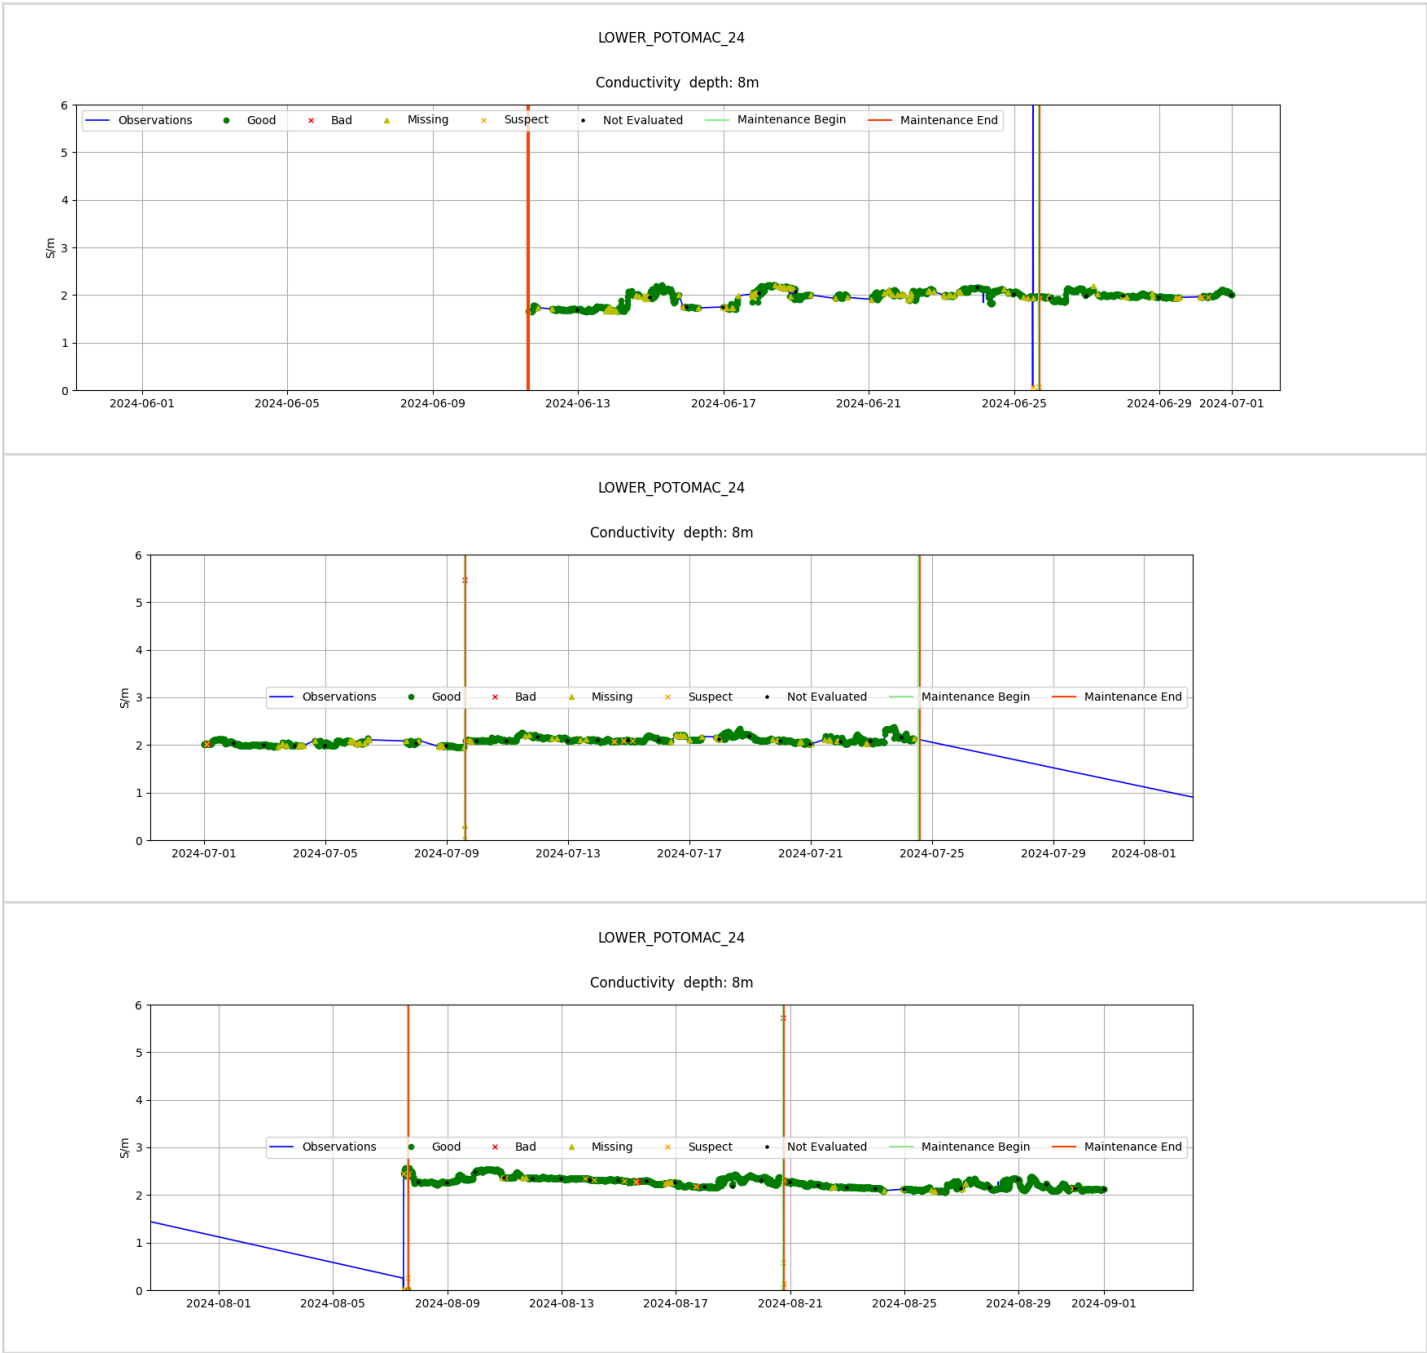 LOWER_POTOMAC_24
Conductivity depth: 8m
Observations Good Bad Missing Suspect Not Evaluated Maintenance Begin Maintenance End
6
5
4
3
2
1
0
S/m
2024-06-01 2024-06-05 2024-06-09 2024-06-13 2024-06-17 2024-06-21 2024-06-25 2024-06-29 2024-07-01
LOWER_POTOMAC_24
Conductivity depth: 8m
6
5
4
3
2
1
0
S/m
Observations Good Bad Missing Suspect Not Evaluated Maintenance Begin Maintenance End
2024-07-01 2024-07-05 2024-07-09 2024-07-13 2024-07-17 2024-07-21 2024-07-25 2024-07-29 2024-08-01
LOWER_POTOMAC_24
Conductivity depth: 8m
6
5
4
3
2
1
0
S/m
Observations Good Bad Missing Suspect Not Evaluated Maintenance Begin Maintenance End
2024-08-01 2024-08-05 2024-08-09 2024-08-13 2024-08-17 2024-08-21 2024-08-25 2024-08-29 2024-09-01